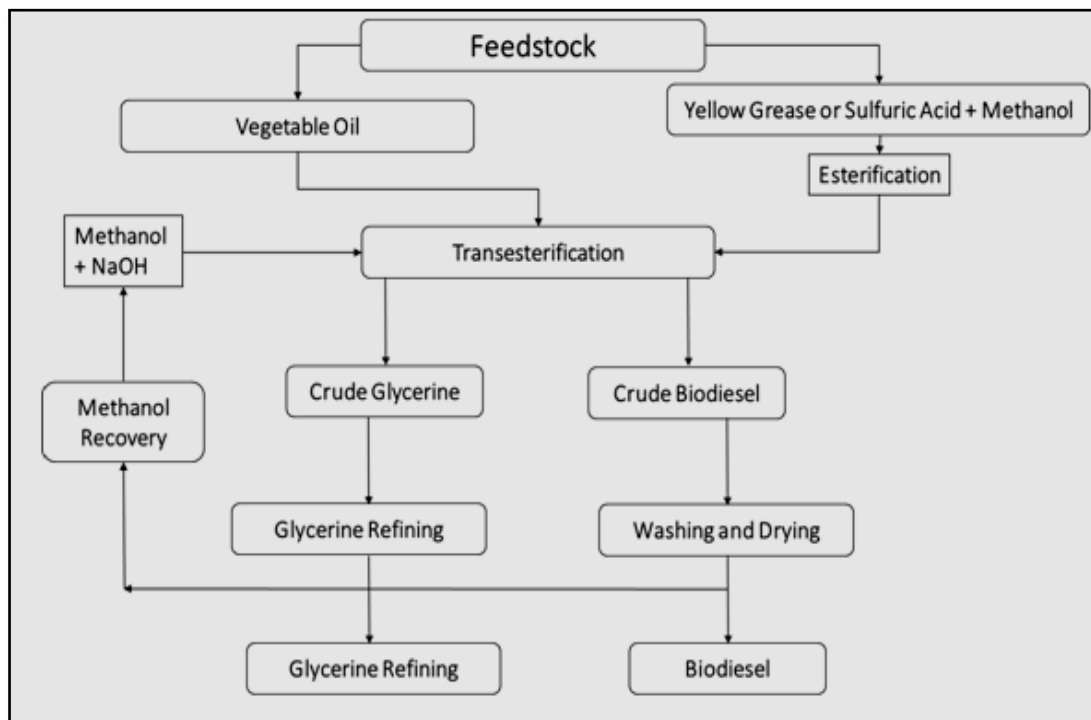 Feedstock
Vegetable Oil
Yellow Grease or Sulfuric Acid + Methanol
Esterification
Methanol
+ NaOH
Transesterification
Crude Glycerine
Crude Biodiesel
Methanol
Recovery
Glycerine Refining
Washing and Drying
Glycerine Refining
Biodiesel